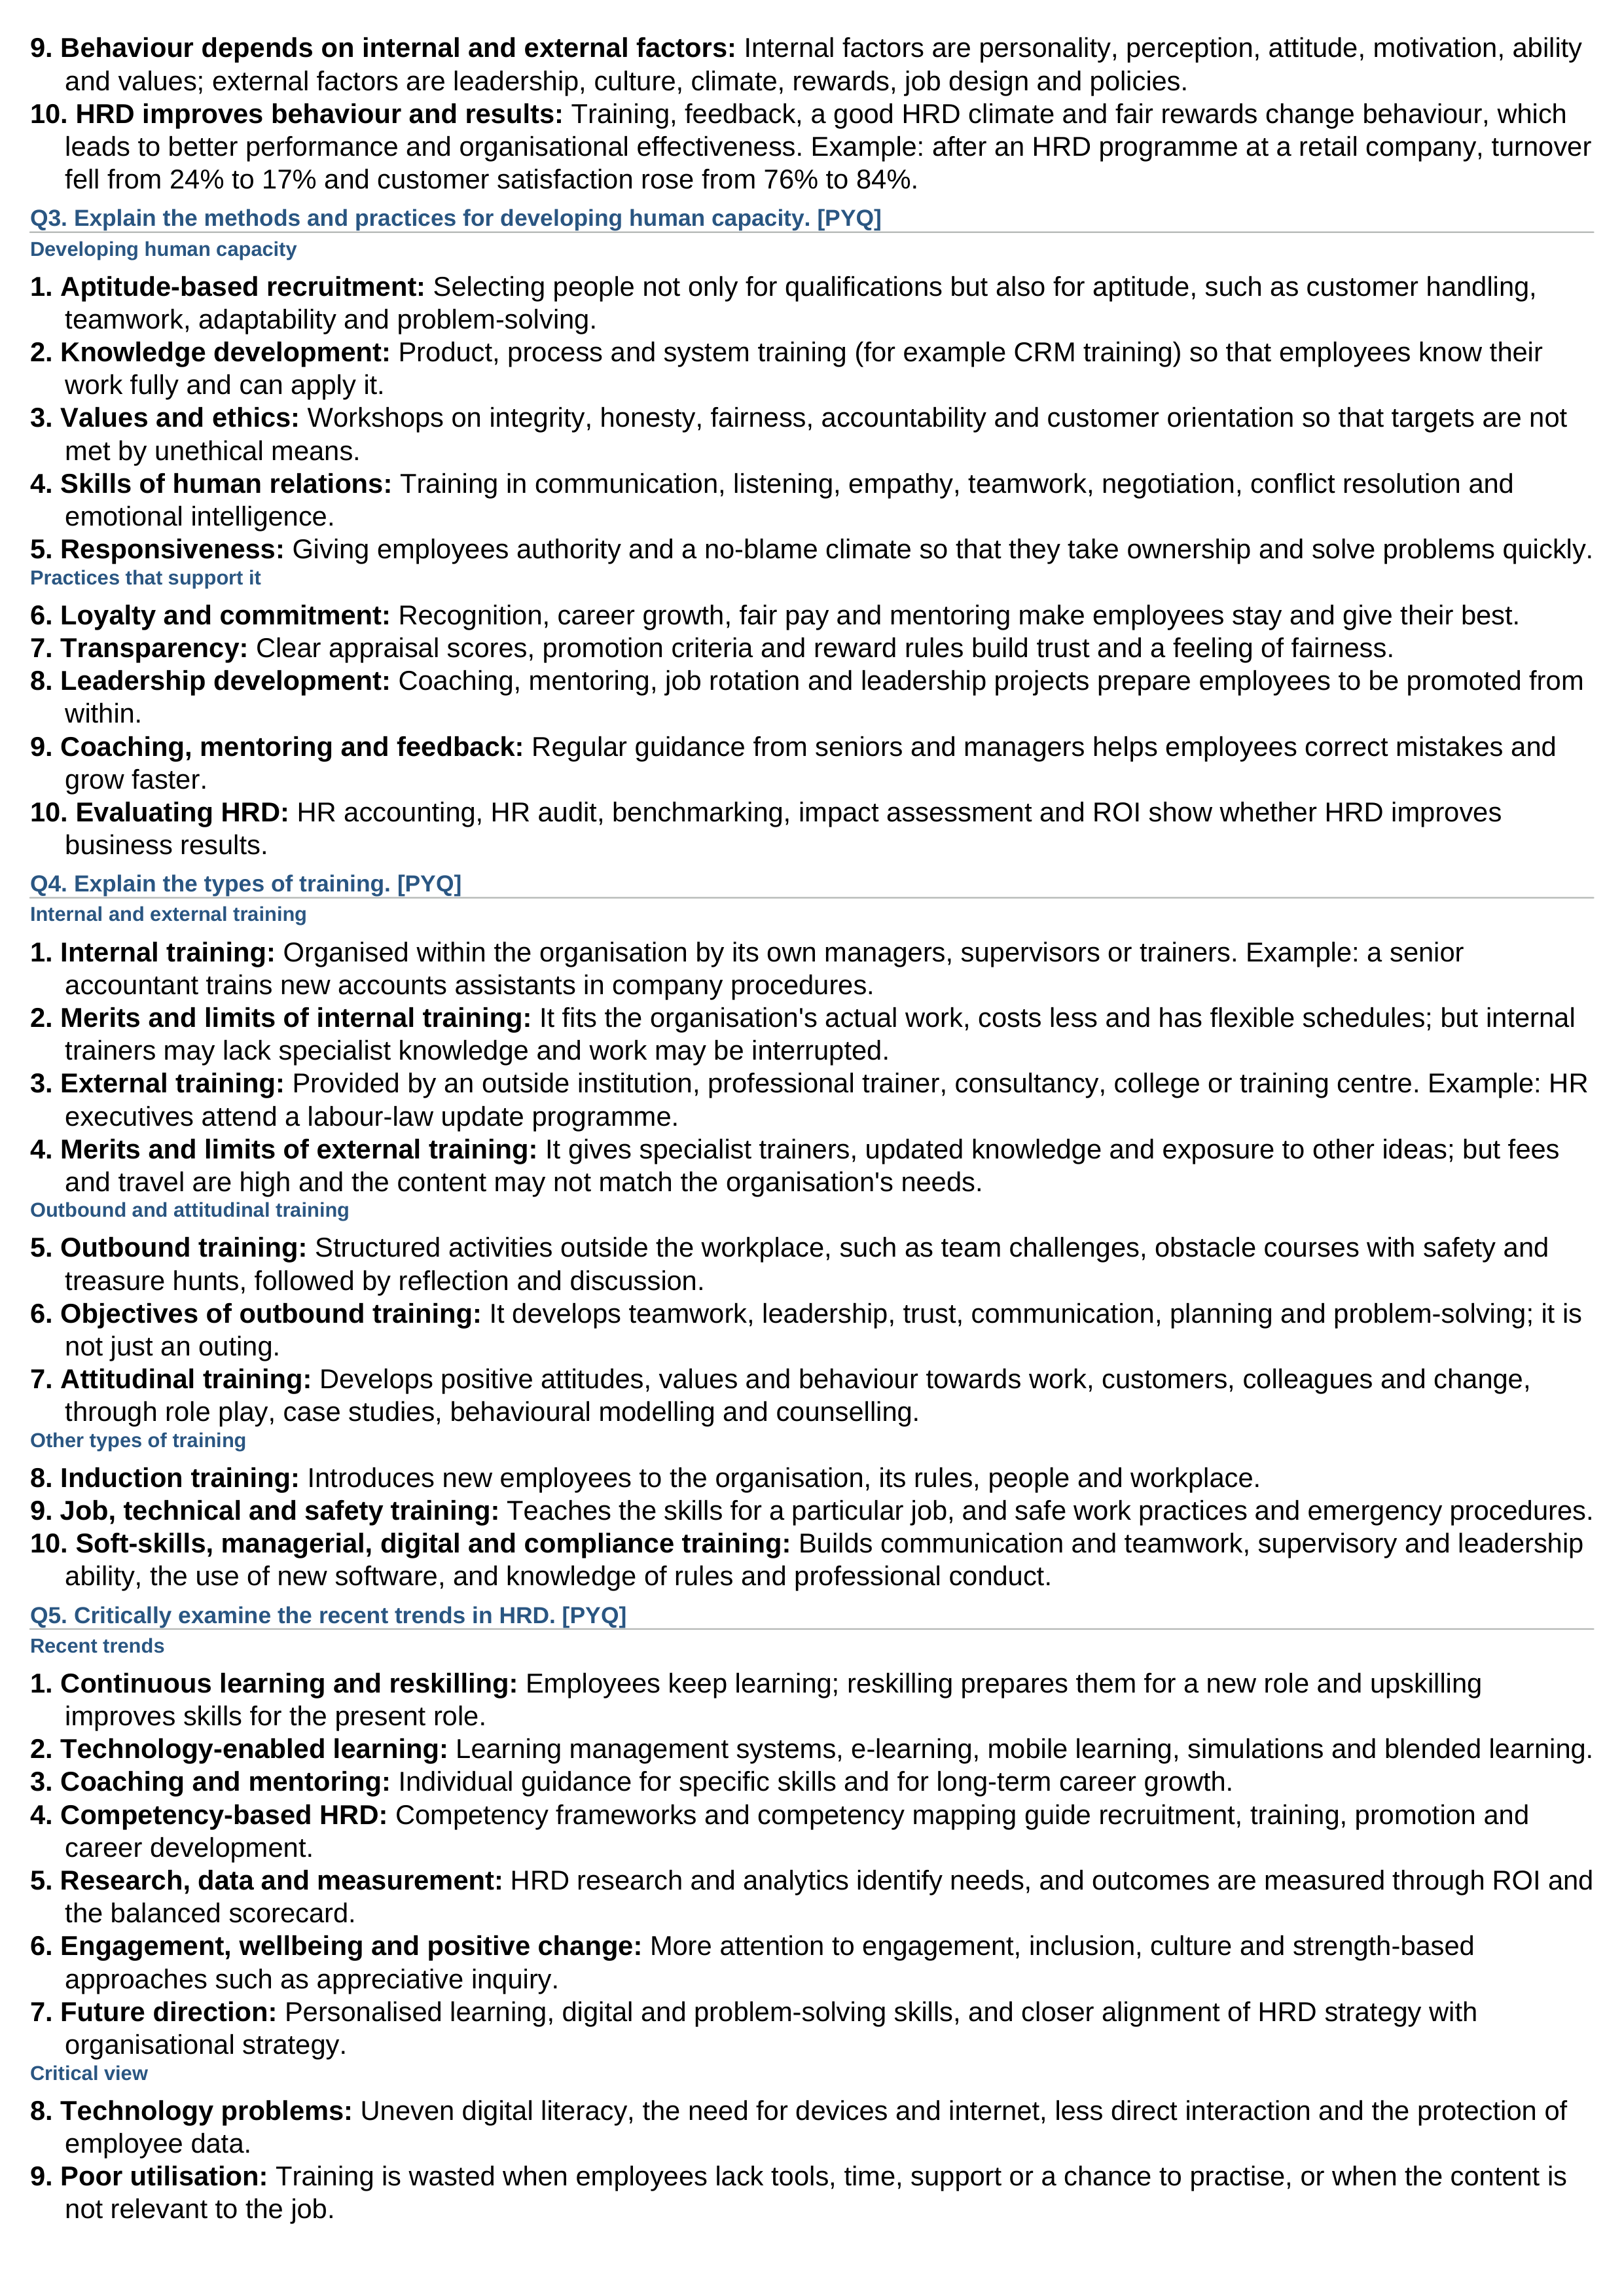 9. Behaviour depends on internal and external factors: Internal factors are personality, perception, attitude, motivation, ability
and values; external factors are leadership, culture, climate, rewards, job design and policies.
10. HRD improves behaviour and results: Training, feedback, a good HRD climate and fair rewards change behaviour, which
leads to better performance and organisational effectiveness. Example: after an HRD programme at a retail company, turnover
fell from 24% to 17% and customer satisfaction rose from 76% to 84%.
Q3. Explain the methods and practices for developing human capacity. [PYQ]
Developing human capacity
1. Aptitude-based recruitment: Selecting people not only for qualifications but also for aptitude, such as customer handling,
teamwork, adaptability and problem-solving.
2. Knowledge development: Product, process and system training (for example CRM training) so that employees know their
work fully and can apply it.
3. Values and ethics: Workshops on integrity, honesty, fairness, accountability and customer orientation so that targets are not
met by unethical means.
4. Skills of human relations: Training in communication, listening, empathy, teamwork, negotiation, conflict resolution and
emotional intelligence.
5. Responsiveness: Giving employees authority and a no-blame climate so that they take ownership and solve problems quickly.
Practices that support it
6. Loyalty and commitment: Recognition, career growth, fair pay and mentoring make employees stay and give their best.
7. Transparency: Clear appraisal scores, promotion criteria and reward rules build trust and a feeling of fairness.
8. Leadership development: Coaching, mentoring, job rotation and leadership projects prepare employees to be promoted from
within.
9. Coaching, mentoring and feedback: Regular guidance from seniors and managers helps employees correct mistakes and
grow faster.
10. Evaluating HRD: HR accounting, HR audit, benchmarking, impact assessment and ROI show whether HRD improves
business results.
Q4. Explain the types of training. [PYQ]
Internal and external training
1. Internal training: Organised within the organisation by its own managers, supervisors or trainers. Example: a senior
accountant trains new accounts assistants in company procedures.
2. Merits and limits of internal training: It fits the organisation's actual work, costs less and has flexible schedules; but internal
trainers may lack specialist knowledge and work may be interrupted.
3. External training: Provided by an outside institution, professional trainer, consultancy, college or training centre. Example: HR
executives attend a labour-law update programme.
4. Merits and limits of external training: It gives specialist trainers, updated knowledge and exposure to other ideas; but fees
and travel are high and the content may not match the organisation's needs.
Outbound and attitudinal training
5. Outbound training: Structured activities outside the workplace, such as team challenges, obstacle courses with safety and
treasure hunts, followed by reflection and discussion.
6. Objectives of outbound training: It develops teamwork, leadership, trust, communication, planning and problem-solving; it is
not just an outing.
7. Attitudinal training: Develops positive attitudes, values and behaviour towards work, customers, colleagues and change,
through role play, case studies, behavioural modelling and counselling.
Other types of training
8. Induction training: Introduces new employees to the organisation, its rules, people and workplace.
9. Job, technical and safety training: Teaches the skills for a particular job, and safe work practices and emergency procedures.
10. Soft-skills, managerial, digital and compliance training: Builds communication and teamwork, supervisory and leadership
ability, the use of new software, and knowledge of rules and professional conduct.
Q5. Critically examine the recent trends in HRD. [PYQ]
Recent trends
1. Continuous learning and reskilling: Employees keep learning; reskilling prepares them for a new role and upskilling
improves skills for the present role.
2. Technology-enabled learning: Learning management systems, e-learning, mobile learning, simulations and blended learning.
3. Coaching and mentoring: Individual guidance for specific skills and for long-term career growth.
4. Competency-based HRD: Competency frameworks and competency mapping guide recruitment, training, promotion and
career development.
5. Research, data and measurement: HRD research and analytics identify needs, and outcomes are measured through ROI and
the balanced scorecard.
6. Engagement, wellbeing and positive change: More attention to engagement, inclusion, culture and strength-based
approaches such as appreciative inquiry.
7. Future direction: Personalised learning, digital and problem-solving skills, and closer alignment of HRD strategy with
organisational strategy.
Critical view
8. Technology problems: Uneven digital literacy, the need for devices and internet, less direct interaction and the protection of
employee data.
9. Poor utilisation: Training is wasted when employees lack tools, time, support or a chance to practise, or when the content is
not relevant to the job.